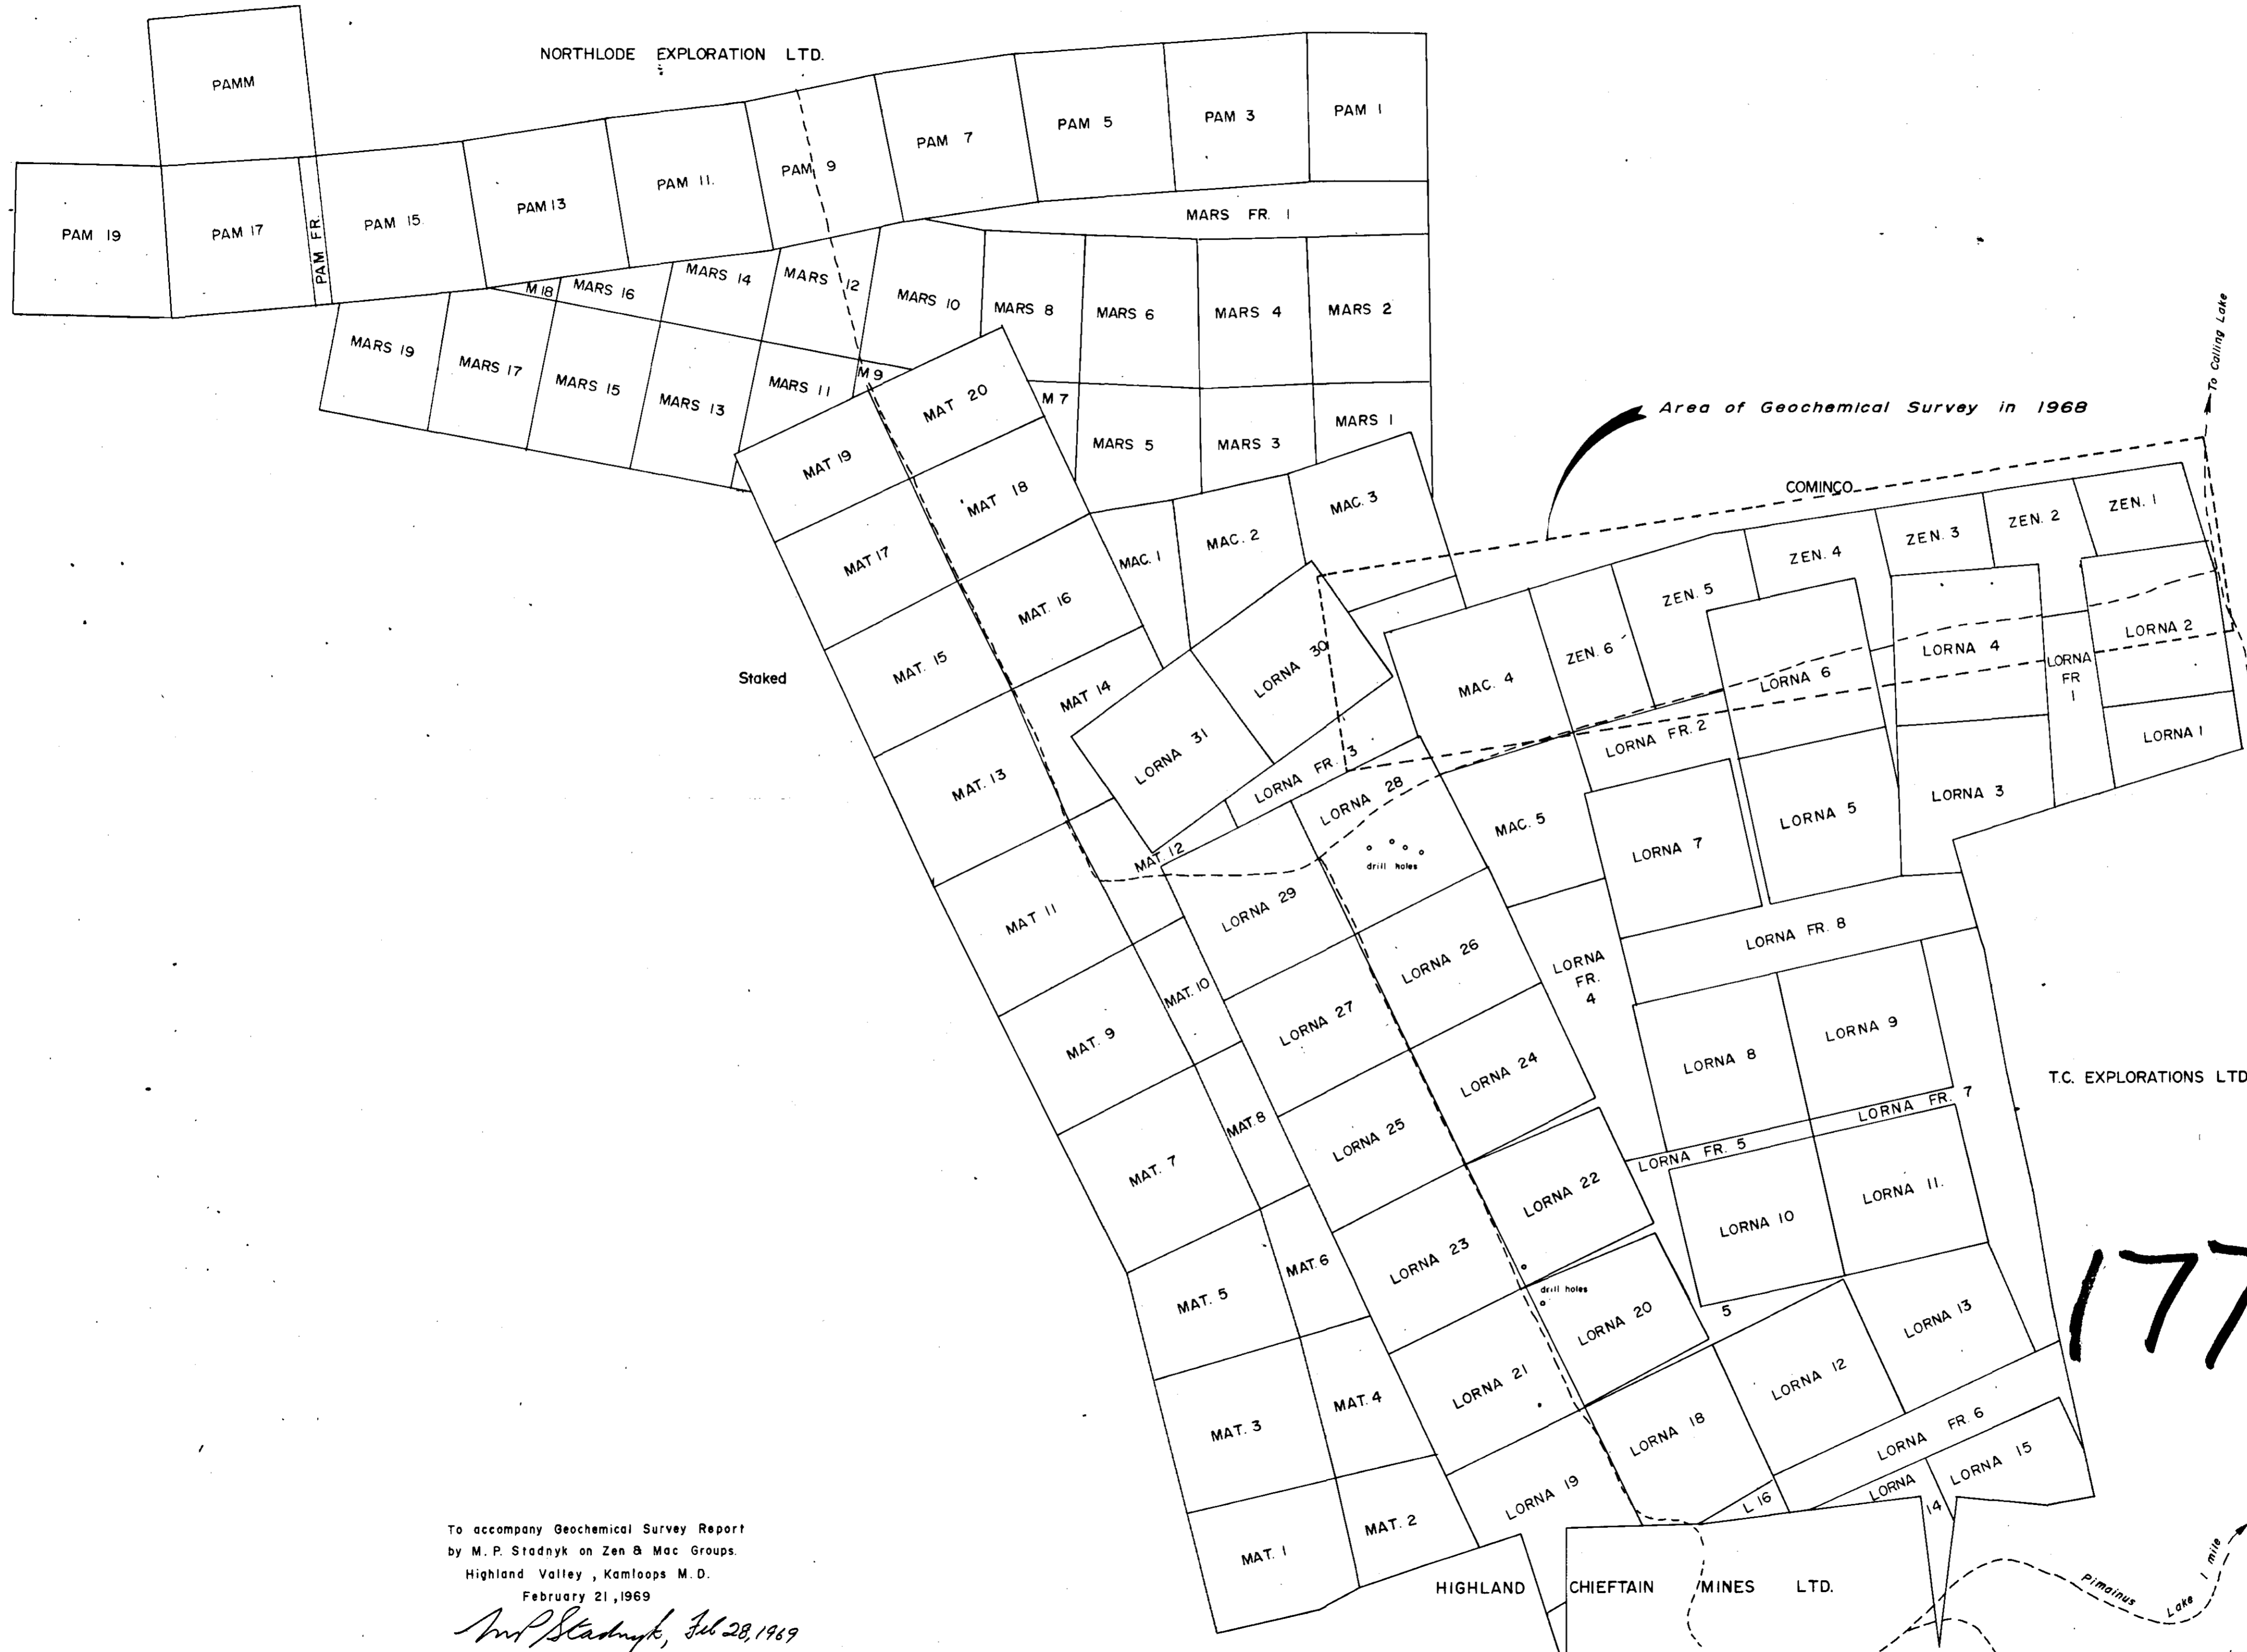 NORTHLODE EXPLORATION LTD.
PAMM
PAM 1
PAM 3
PAM 5
PAM 7
PAM 9
PAM 11.
PAM 13
PAM 15.
PAM FR.
PAM 17
PAM 19
MARS FR. 1
MARS 2
MARS 4
MARS 6
MARS 8
MARS 10
MARS 12
MARS 14
MARS 16
M 18
MARS 19
MARS 17
MARS 15
MARS 13
MARS 11
M 9
M 7
MARS 5
MARS 3
MARS 1
To Calling Lake
Area of Geochemical Survey in 1968
COMINCO
MAT 20
MAT 19
MAT 18
MAT 17
MAT. 16
MAT. 15
MAT 14
MAT. 13
MAT. 12
MAT 11
MAT. 10
MAT. 9
MAT. 8
MAT. 7
MAT. 6
MAT. 5
MAT. 4
MAT. 3
MAT. 2
MAT. 1
Staked
MAC. 1
MAC. 2
MAC. 3
MAC. 4
MAC. 5
ZEN. 1
ZEN. 2
ZEN. 3
ZEN. 4
ZEN. 5
ZEN. 6
LORNA 30
LORNA 31
LORNA FR. 3
LORNA 28
drill holes
LORNA 29
LORNA 26
LORNA 27
LORNA 24
LORNA 25
LORNA 22
LORNA 23
drill holes
LORNA 20
LORNA 21
LORNA 18
LORNA 19
LORNA 2
LORNA 1
LORNA
FR
1
LORNA 4
LORNA 3
LORNA 6
LORNA 5
LORNA FR. 2
LORNA 7
LORNA FR. 8
LORNA
FR.
4
LORNA 8
LORNA 9
LORNA FR. 7
LORNA FR. 5
LORNA 10
LORNA 11.
5
LORNA 12
LORNA 13
LORNA FR. 6
LORNA 15
LORNA
14
L 16
T.C. EXPLORATIONS LTD
177
HIGHLAND CHIEFTAIN MINES LTD.
Pimainus Lake 1 mile
To accompany Geochemical Survey Report
by M. P. Stadnyk on Zen & Mac Groups.
Highland Valley , Kamloops M. D.
February 21 , 1969
M P Stadnyk, Feb 28, 1969